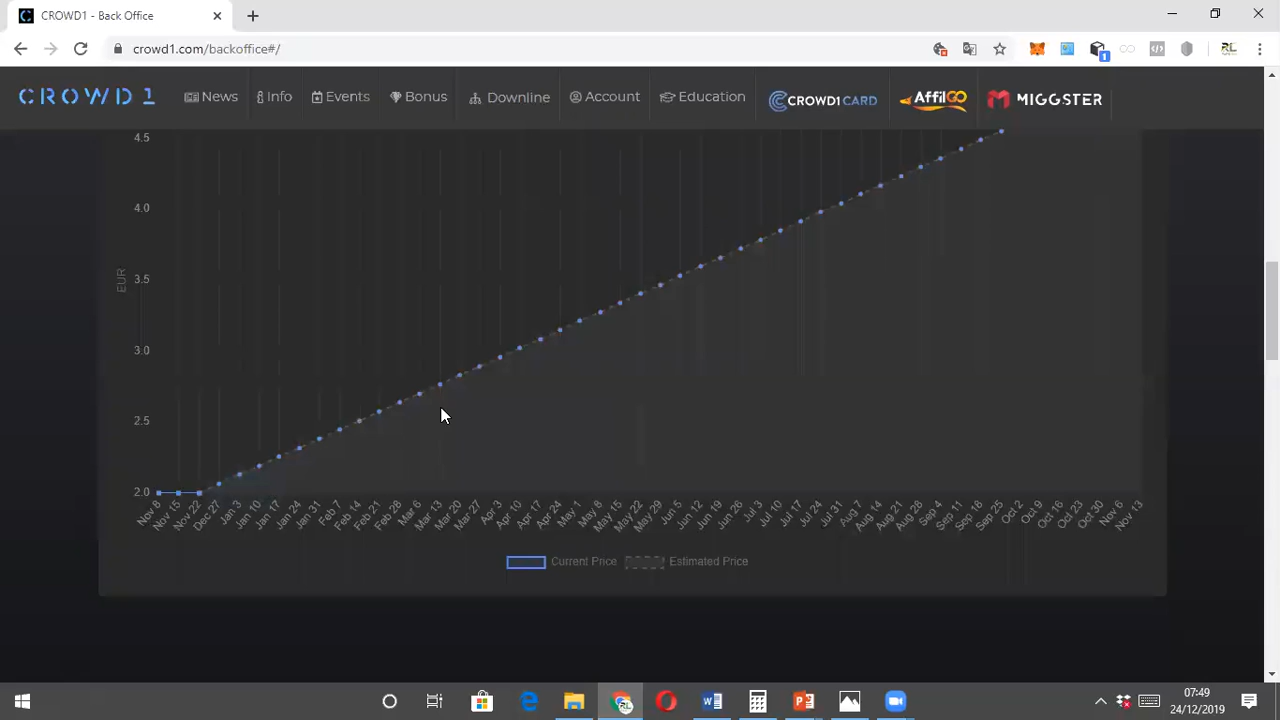 CROWD1 - Back Office
crowd1.com/backoffice#/
CROWD1 News Info Events Bonus Downline Account Education CROWD1CARD AffilGO MIGGSTER
4.5
4.0
3.5
EUR
3.0
2.5
2.0
Nov 8 Nov 15 Nov 22 Dec 27 Jan 3 Jan 10 Jan 17 Jan 24 Jan 31 Feb 7 Feb 14 Feb 21 Feb 28 Mar 6 Mar 13 Mar 20 Mar 27 Apr 3 Apr 10 Apr 17 Apr 24 May 1 May 8 May 15 May 22 May 29 Jun 5 Jun 12 Jun 19 Jun 26 Jul 3 Jul 10 Jul 17 Jul 24 Jul 31 Aug 7 Aug 14 Aug 21 Aug 28 Sep 4 Sep 11 Sep 18 Sep 25 Oct 2 Oct 9 Oct 16 Oct 23 Oct 30 Nov 6 Nov 13
Current Price Estimated Price
07:49
24/12/2019